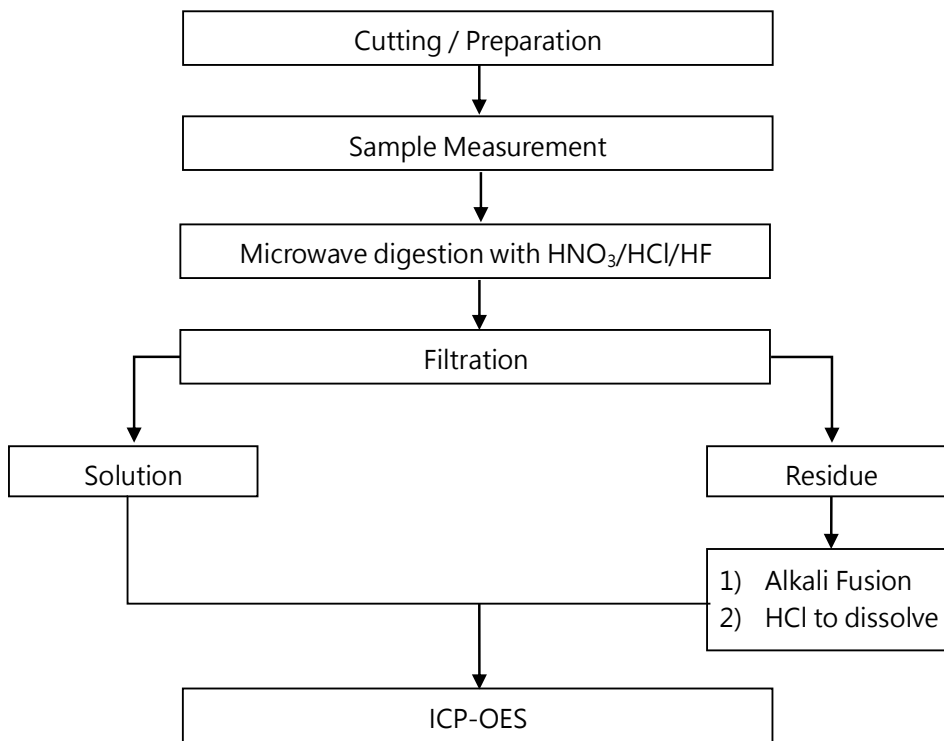 Cutting / Preparation
Sample Measurement
Microwave digestion with HNO₃/HCl/HF
Filtration
Solution
Residue
1) Alkali Fusion
2) HCl to dissolve
ICP-OES